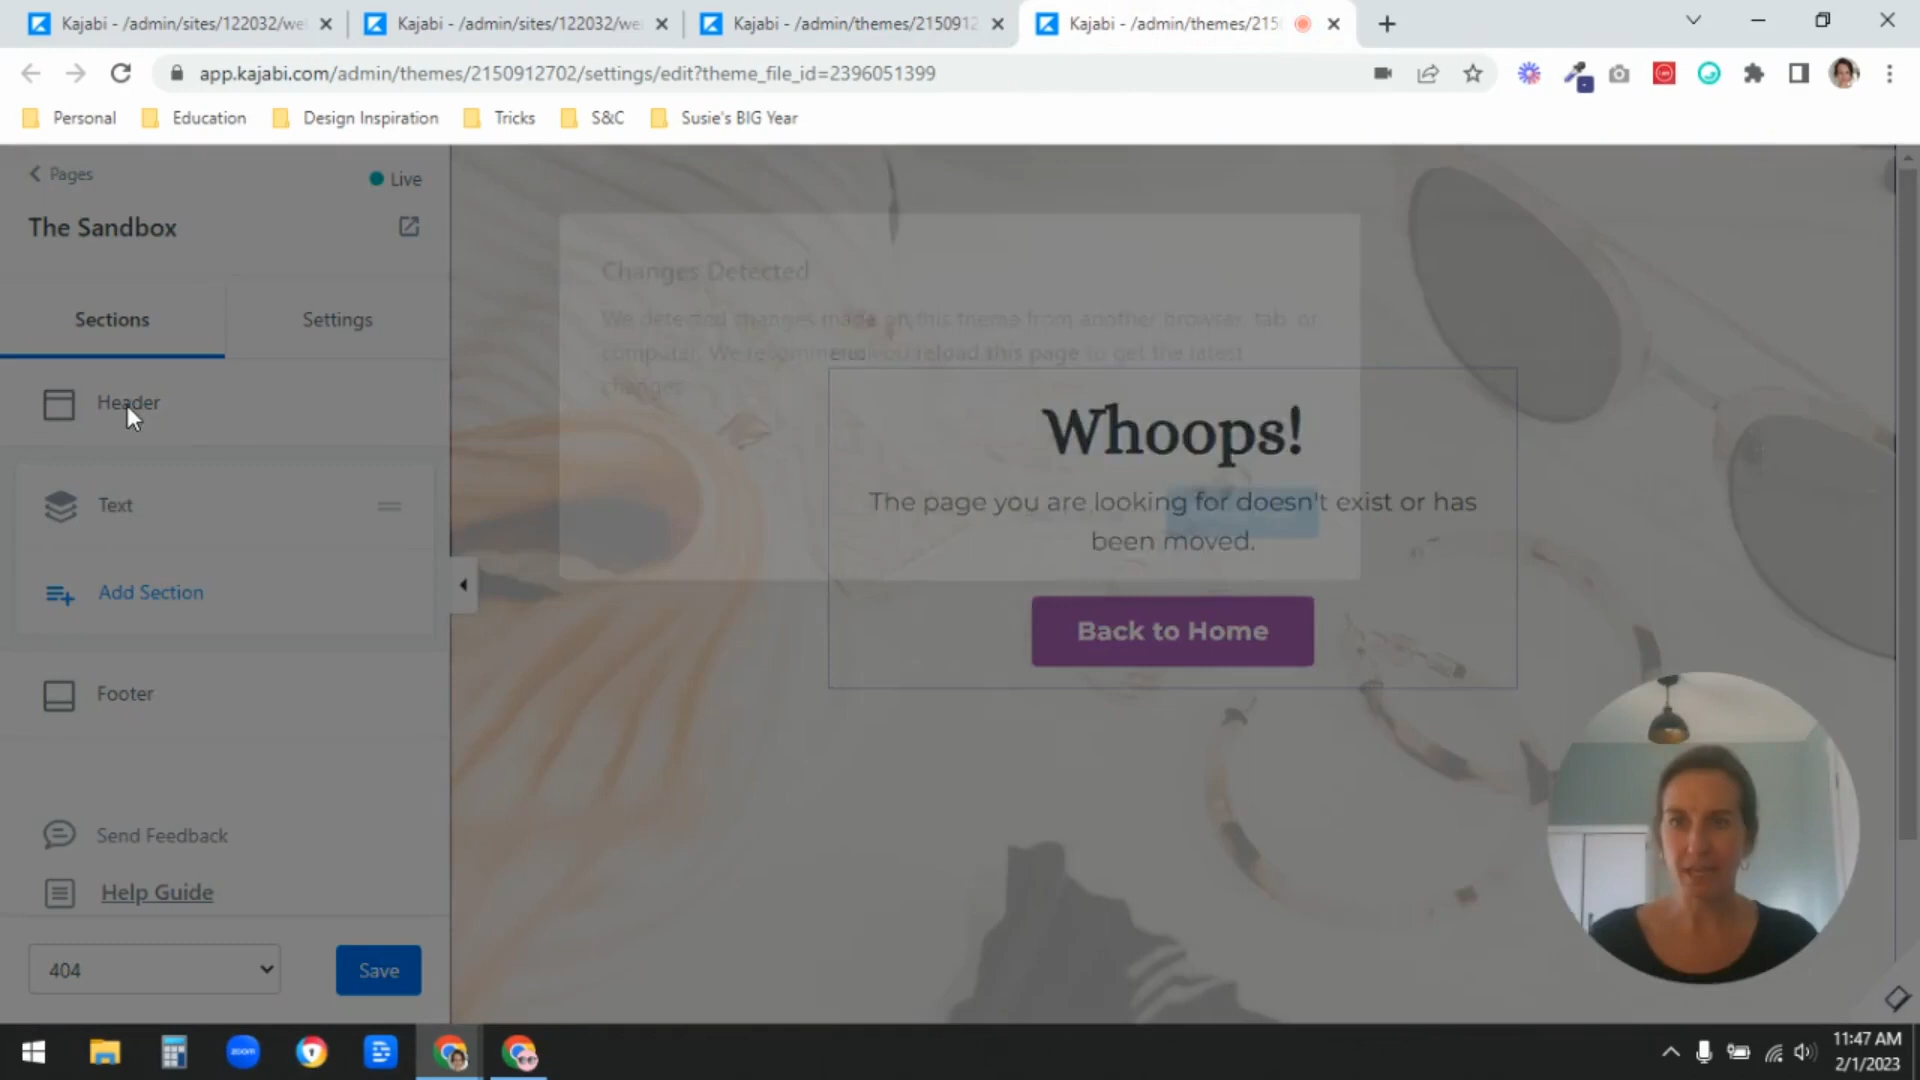 Kajabi - /admin/sites/122032/we
Kajabi - /admin/sites/122032/we
Kajabi - /admin/themes/2150912
Kajabi - /admin/themes/215
app.kajabi.com/admin/themes/2150912702/settings/edit?theme_file_id=2396051399
Personal
Education
Design Inspiration
Tricks
S&C
Susie's BIG Year
Pages
Live
The Sandbox
Sections
Settings
Header
Text
Add Section
Footer
Send Feedback
Help Guide
404
Save
Changes Detected
We detected changes made on this theme from another browser, tab, or
computer. We recommend you reload this page to get the latest
changes.
Whoops!
The page you are looking for doesn't exist or has
been moved.
Back to Home
zoom
11:47 AM
2/1/2023